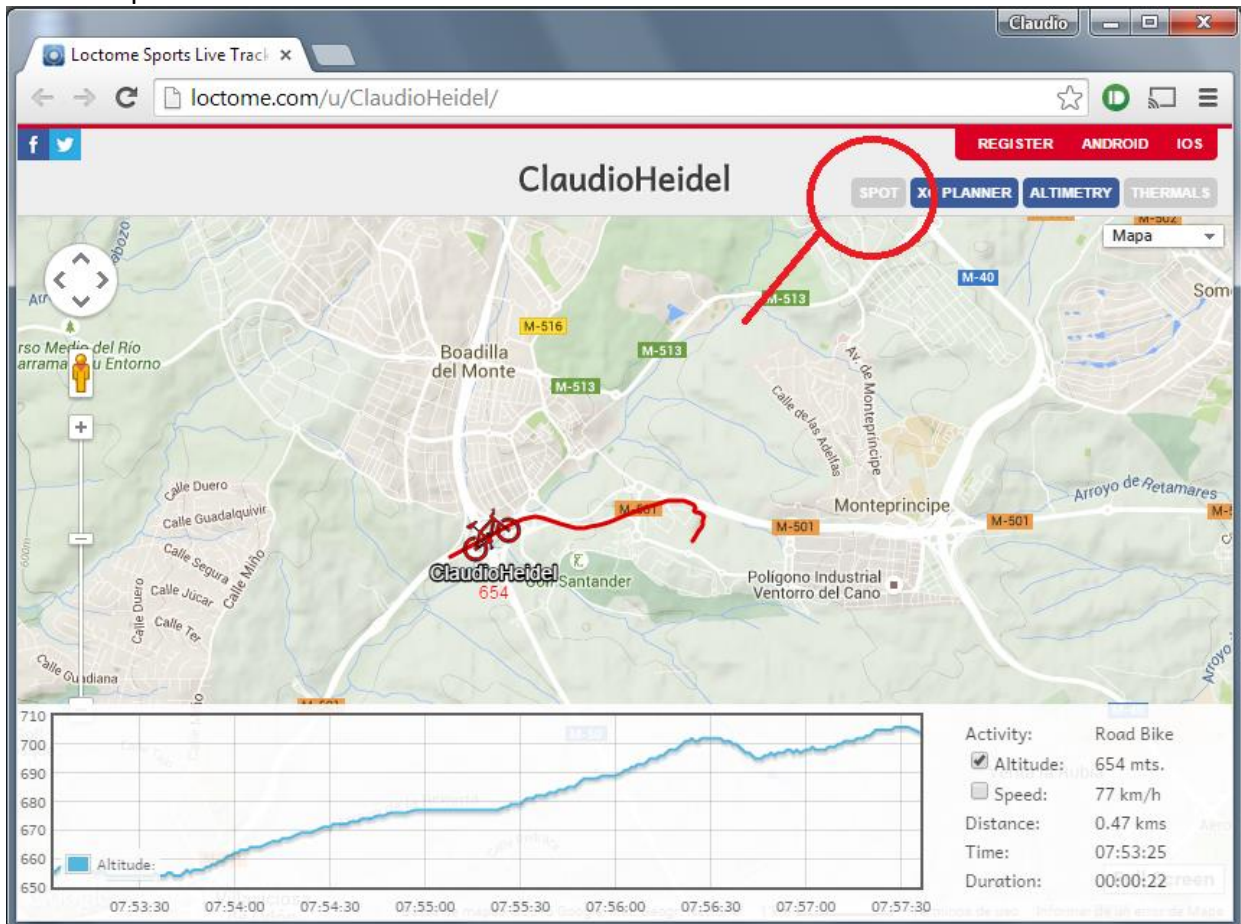 Claudio
Loctome Sports Live Track
loctome.com/u/ClaudioHeidel/
f
REGISTER ANDROID IOS
ClaudioHeidel
SPOT XC PLANNER ALTIMETRY THERMALS
M-502
Mapa
M-40
M-513
M-516
Boadilla
del Monte
M-513
M-513
Av. de Monteprincipe
Calle de las Adelfas
Calle Duero
Calle Guadalquivir
Calle Segura
Calle Miño
Calle Duero
Calle Júcar
Calle Ter
Calle Guadiana
600m
Monteprincipe
Arroyo de Retamares
M-501
M-501
M-501
ClaudioHeidel
654
Santander
Polígono Industrial
Ventorro del Cano
Arroyo
710
700
690
680
670
660
650
Altitude:
07:53:30 07:54:00 07:54:30 07:55:00 07:55:30 07:56:00 07:56:30 07:57:00 07:57:30
Activity: Road Bike
Altitude: 654 mts.
Speed: 77 km/h
Distance: 0.47 kms
Time: 07:53:25
Duration: 00:00:22